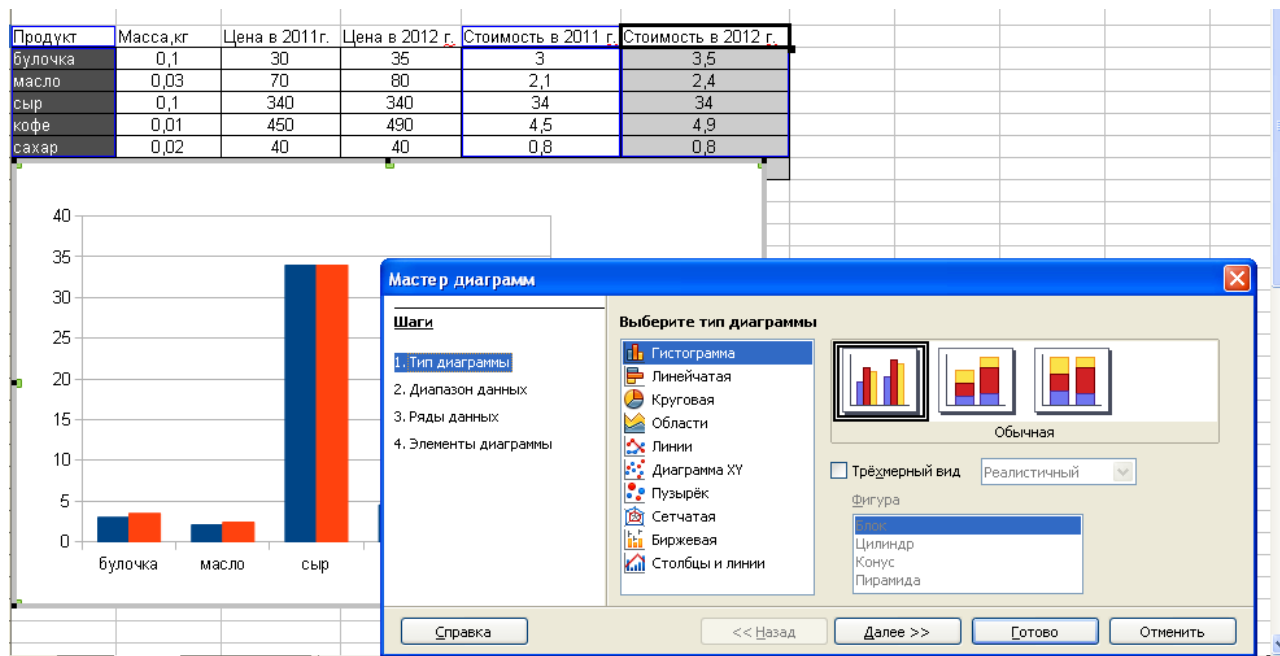 Продукт Масса,кг Цена в 2011г. Цена в 2012 г. Стоимость в 2011 г. Стоимость в 2012 г.
булочка 0,1 30 35 3 3,5
масло 0,03 70 80 2,1 2,4
сыр 0,1 340 340 34 34
кофе 0,01 450 490 4,5 4,9
сахар 0,02 40 40 0,8 0,8
40
35
30
25
20
15
10
5
0
булочка масло сыр
Мастер диаграмм
Шаги
1. Тип диаграммы
2. Диапазон данных
3. Ряды данных
4. Элементы диаграммы
Выберите тип диаграммы
Гистограмма
Линейчатая
Круговая
Области
Линии
Диаграмма XY
Пузырёк
Сетчатая
Биржевая
Столбцы и линии
Обычная
Трёхмерный вид Реалистичный
Фигура
Блок
Цилиндр
Конус
Пирамида
Справка << Назад Далее >> Готово Отменить